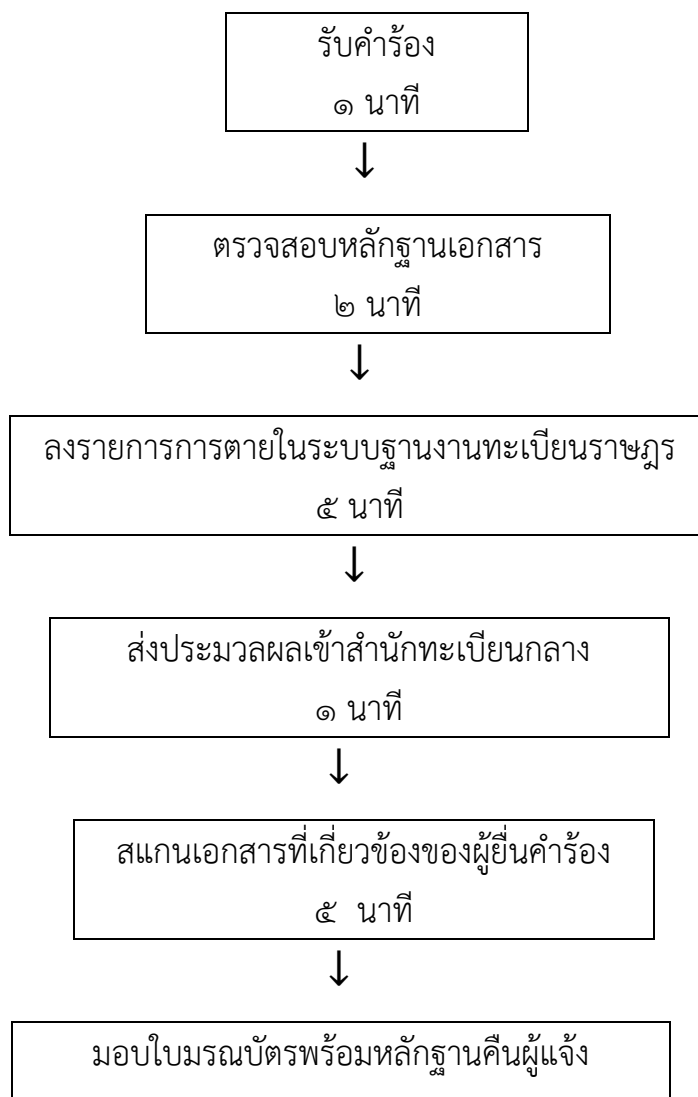 รับคำร้อง
๑ นาที
↓
ตรวจสอบหลักฐานเอกสาร
๒ นาที
↓
ลงรายการการตายในระบบฐานงานทะเบียนราษฎร
๕ นาที
↓
ส่งประมวลผลเข้าสำนักทะเบียนกลาง
๑ นาที
↓
สแกนเอกสารที่เกี่ยวข้องของผู้ยื่นคำร้อง
๕ นาที
↓
มอบใบมรณบัตรพร้อมหลักฐานคืนผู้แจ้ง